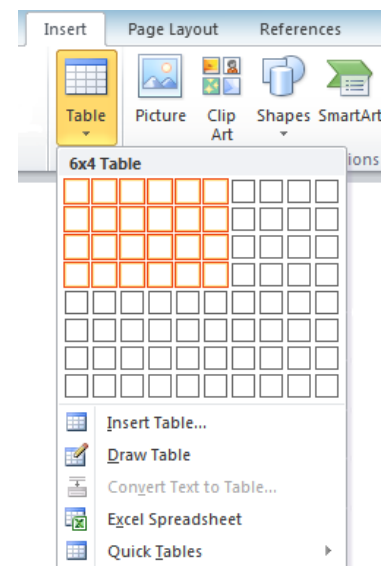 Insert Page Layout References
Table Picture Clip Art Shapes SmartArt
ions
6x4 Table
Insert Table...
Draw Table
Convert Text to Table...
Excel Spreadsheet
Quick Tables